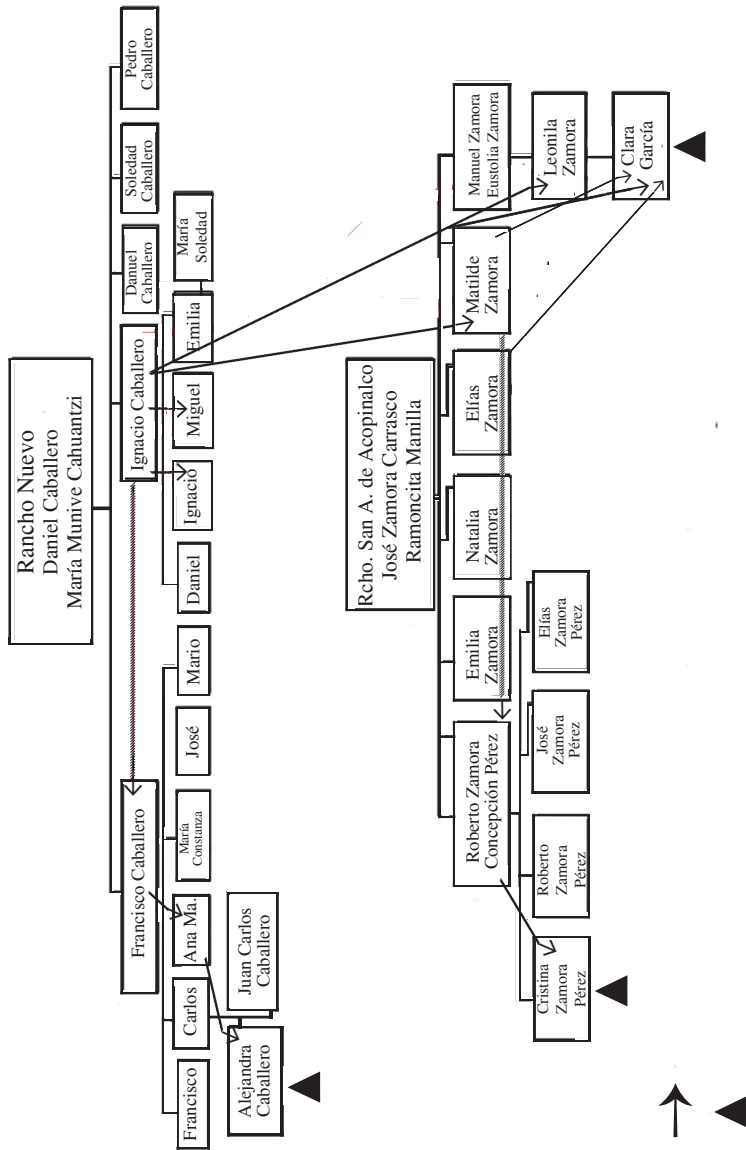 Rancho Nuevo
Daniel Caballero
María Munive Cahuantzi
Francisco Caballero
Ignacio Caballero
Danuel
Caballero
Soledad
Caballero
Pedro
Caballero
Francisco
Carlos
Ana Ma.
María
Constanza
José
Mario
Daniel
Ignacio
Miguel
Emilia
María
Soledad
Alejandra
Caballero
Juan Carlos
Caballero
Rcho. San A. de Acopinalco
José Zamora Carrasco
Ramoncita Manilla
Roberto Zamora
Concepción Pérez
Emilia
Zamora
Natalia
Zamora
Elías
Zamora
Matilde
Zamora
Manuel Zamora
Eustolia Zamora
Cristina
Zamora
Pérez
Roberto
Zamora
Pérez
José
Zamora
Pérez
Elías
Zamora
Pérez
Leonila
Zamora
Clara
García